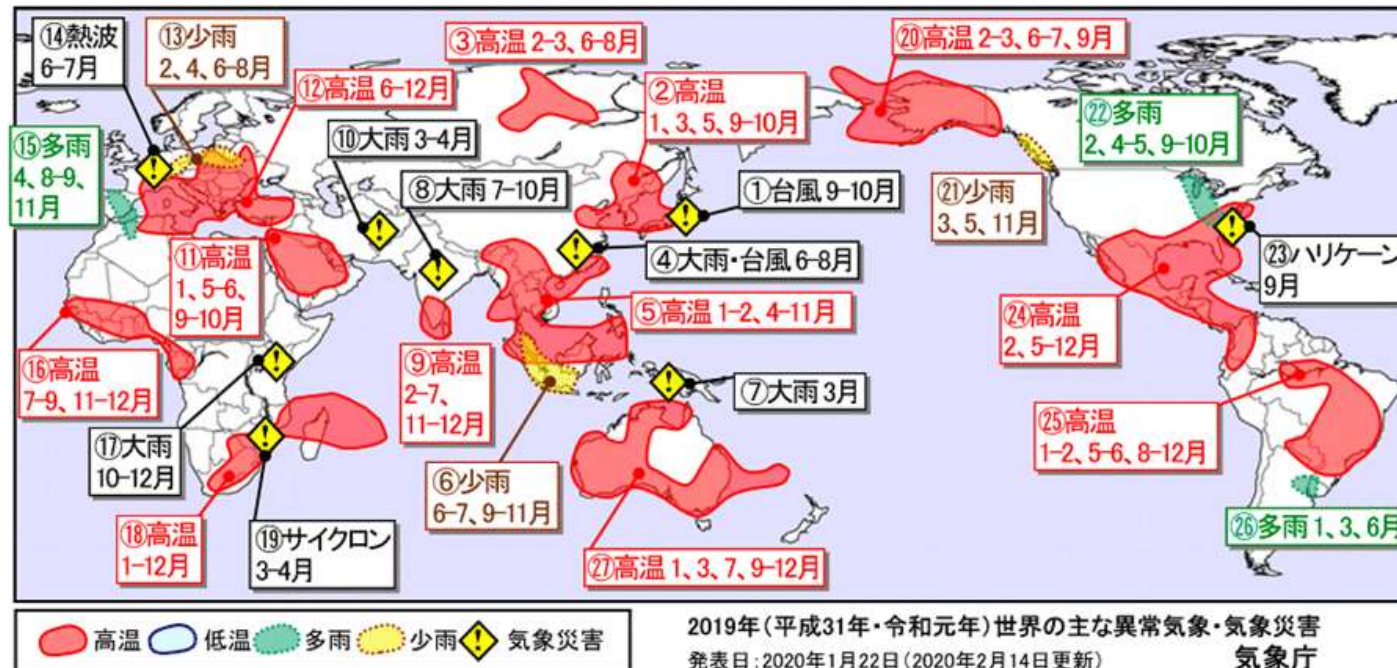 ⑭熱波
6-7月
⑬少雨
2、4、6-8月
③高温 2-3、6-8月
⑳高温 2-3、6-7、9月
⑫高温 6-12月
②高温
1、3、5、9-10月
㉒多雨
2、4-5、9-10月
⑮多雨
4、8-9、
11月
⑩大雨 3-4月
⑧大雨 7-10月
①台風 9-10月
㉑少雨
3、5、11月
⑪高温
1、5-6、
9-10月
④大雨・台風 6-8月
㉓ハリケーン
9月
⑤高温 1-2、4-11月
㉔高温
2、5-12月
⑯高温
7-9、11-12月
⑨高温
2-7、
11-12月
⑦大雨 3月
㉕高温
1-2、5-6、8-12月
⑰大雨
10-12月
⑥少雨
6-7、9-11月
⑱高温
1-12月
⑲サイクロン
3-4月
㉗高温 1、3、7、9-12月
㉖多雨 1、3、6月
高温 低温 多雨 少雨 気象災害
2019年(平成31年・令和元年)世界の主な異常気象・気象災害
発表日:2020年1月22日(2020年2月14日更新) 気象庁